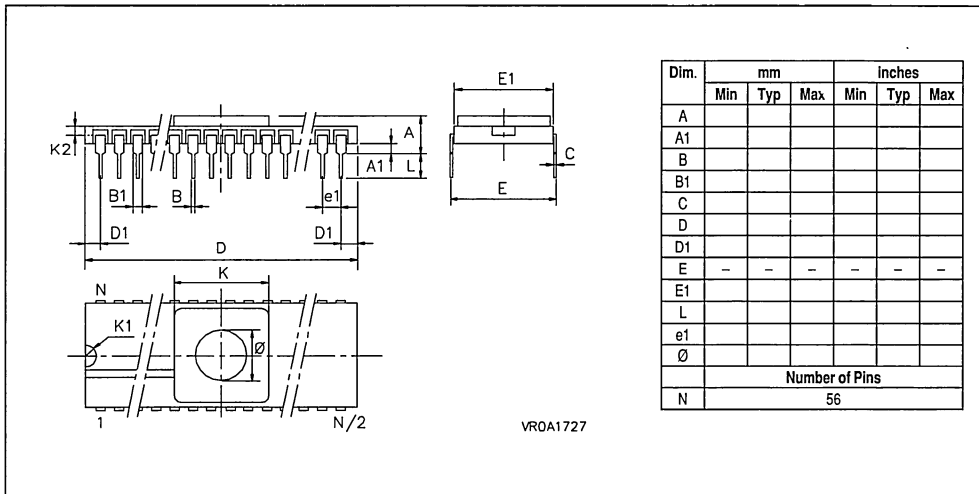 E1
A
K2
A1
L
C
B1
B
e1
E
D1
D1
D
K
N
K1
Ø
1
N/2
VR0A1727
Dim. mm inches
Min Typ Max Min Typ Max
A
A1
B
B1
C
D
D1
E – – – – – –
E1
L
e1
Ø
Number of Pins
N 56